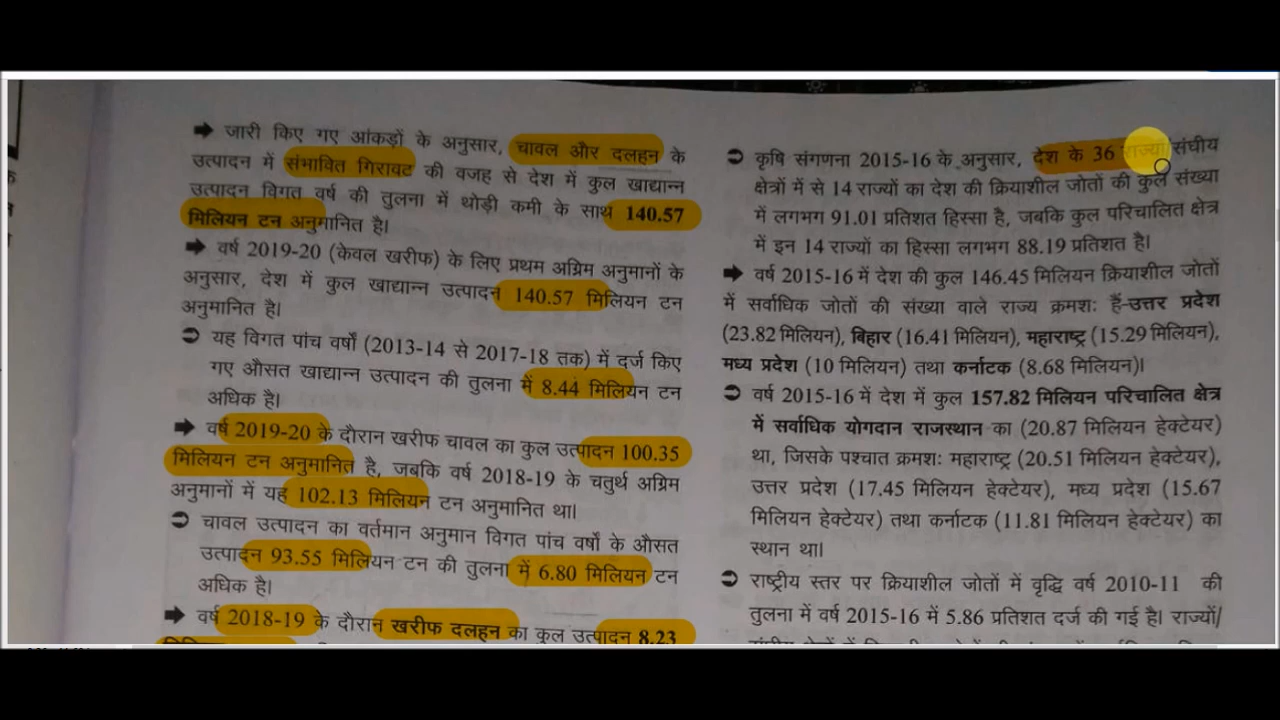 ➡ जारी किए गए आंकड़ों के अनुसार, चावल और दलहन के
उत्पादन में संभावित गिरावट की वजह से देश में कुल खाद्यान्न
उत्पादन विगत वर्ष की तुलना में थोड़ी कमी के साथ 140.57
मिलियन टन अनुमानित है।
➡ वर्ष 2019-20 (केवल खरीफ) के लिए प्रथम अग्रिम अनुमानों के
अनुसार, देश में कुल खाद्यान्न उत्पादन 140.57 मिलियन टन
अनुमानित है।
➲ यह विगत पांच वर्षों (2013-14 से 2017-18 तक) में दर्ज किए
गए औसत खाद्यान्न उत्पादन की तुलना में 8.44 मिलियन टन
अधिक है।
➡ वर्ष 2019-20 के दौरान खरीफ चावल का कुल उत्पादन 100.35
मिलियन टन अनुमानित है, जबकि वर्ष 2018-19 के चतुर्थ अग्रिम
अनुमानों में यह 102.13 मिलियन टन अनुमानित था।
➲ चावल उत्पादन का वर्तमान अनुमान विगत पांच वर्षों के औसत
उत्पादन 93.55 मिलियन टन की तुलना में 6.80 मिलियन टन
अधिक है।
➡ वर्ष 2018-19 के दौरान खरीफ दलहन का कुल उत्पादन 8.23
➲ कृषि संगणना 2015-16 के अनुसार, देश के 36 राज्यों/संघीय
क्षेत्रों में से 14 राज्यों का देश की क्रियाशील जोतों की कुल संख्या
में लगभग 91.01 प्रतिशत हिस्सा है, जबकि कुल परिचालित क्षेत्र
में इन 14 राज्यों का हिस्सा लगभग 88.19 प्रतिशत है।
➡ वर्ष 2015-16 में देश की कुल 146.45 मिलियन क्रियाशील जोतों
में सर्वाधिक जोतों की संख्या वाले राज्य क्रमशः हैं-उत्तर प्रदेश
(23.82 मिलियन), बिहार (16.41 मिलियन), महाराष्ट्र (15.29 मिलियन),
मध्य प्रदेश (10 मिलियन) तथा कर्नाटक (8.68 मिलियन)।
➲ वर्ष 2015-16 में देश में कुल 157.82 मिलियन परिचालित क्षेत्र
में सर्वाधिक योगदान राजस्थान का (20.87 मिलियन हेक्टेयर)
था, जिसके पश्चात क्रमशः महाराष्ट्र (20.51 मिलियन हेक्टेयर),
उत्तर प्रदेश (17.45 मिलियन हेक्टेयर), मध्य प्रदेश (15.67
मिलियन हेक्टेयर) तथा कर्नाटक (11.81 मिलियन हेक्टेयर) का
स्थान था।
➲ राष्ट्रीय स्तर पर क्रियाशील जोतों में वृद्धि वर्ष 2010-11 की
तुलना में वर्ष 2015-16 में 5.86 प्रतिशत दर्ज की गई है। राज्यों/